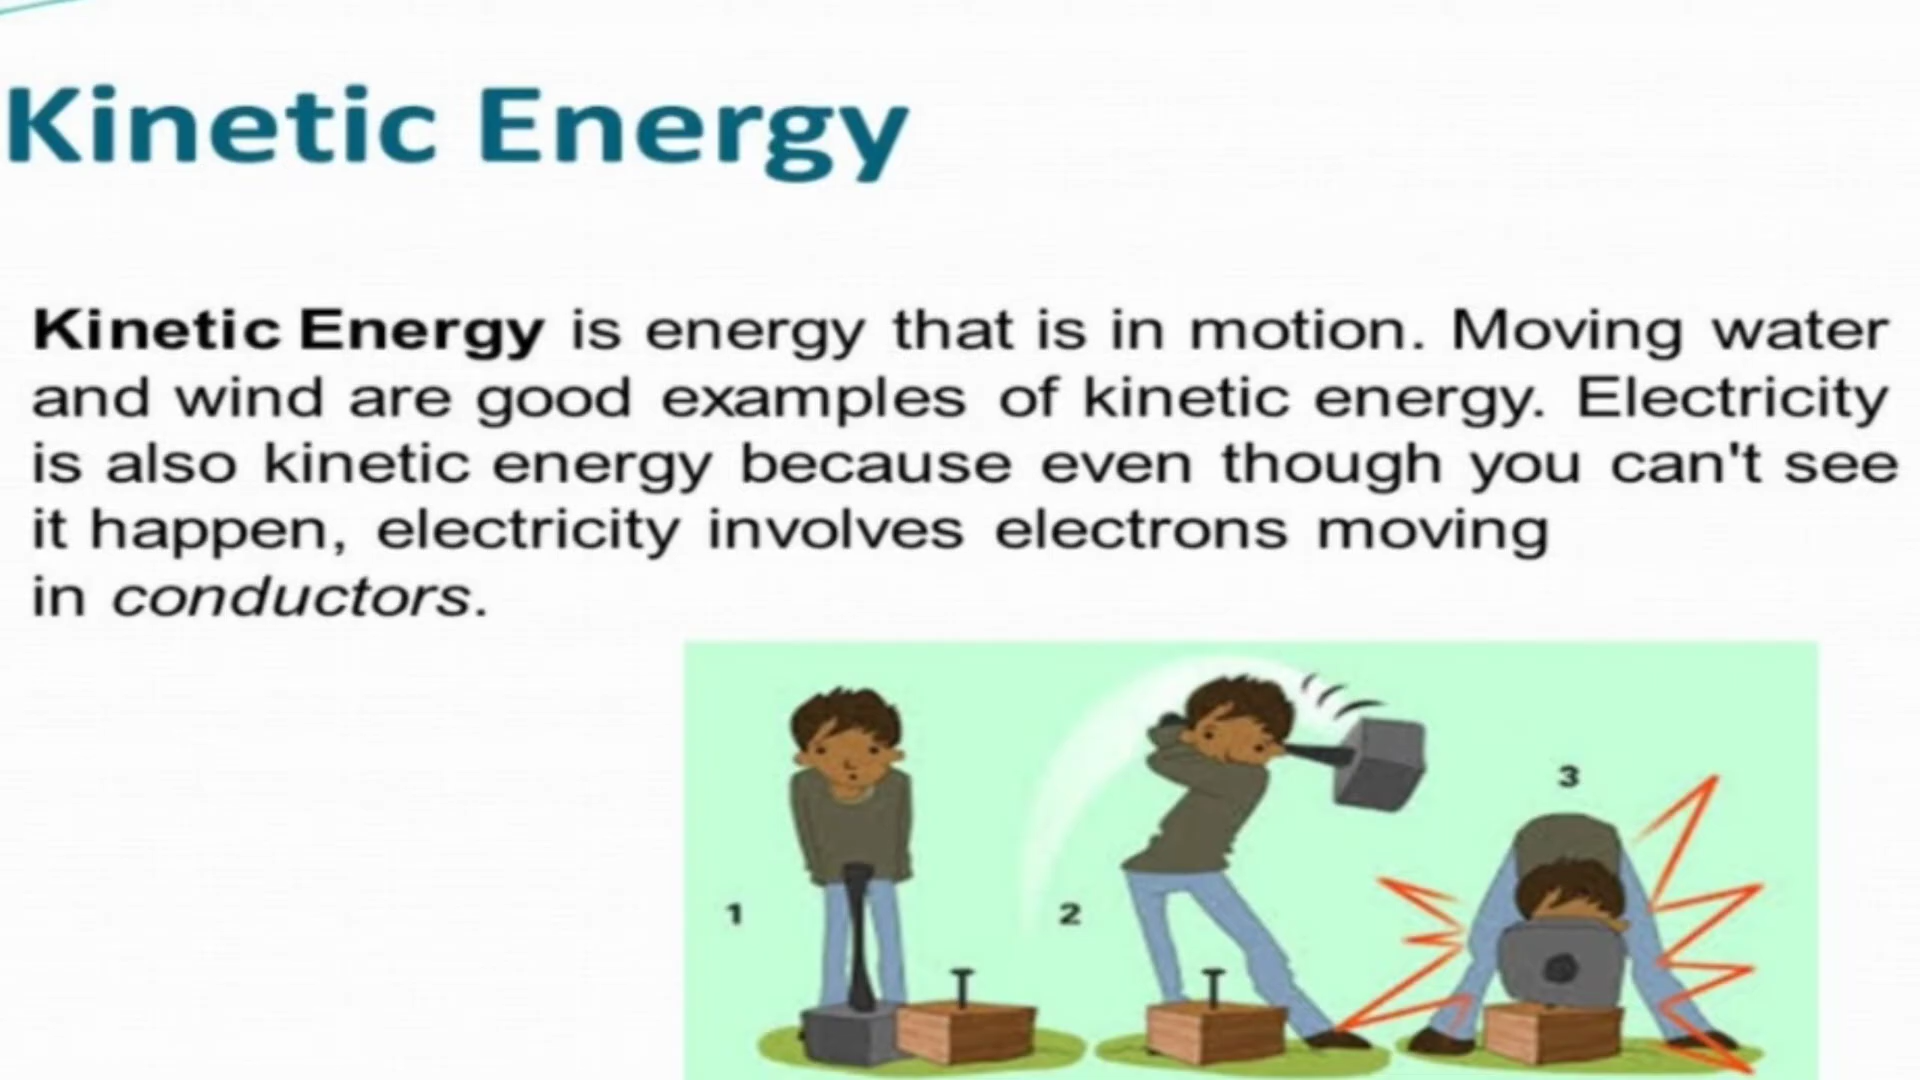 Kinetic Energy
Kinetic Energy is energy that is in motion. Moving water
and wind are good examples of kinetic energy. Electricity
is also kinetic energy because even though you can't see
it happen, electricity involves electrons moving
in conductors.
1
2
3